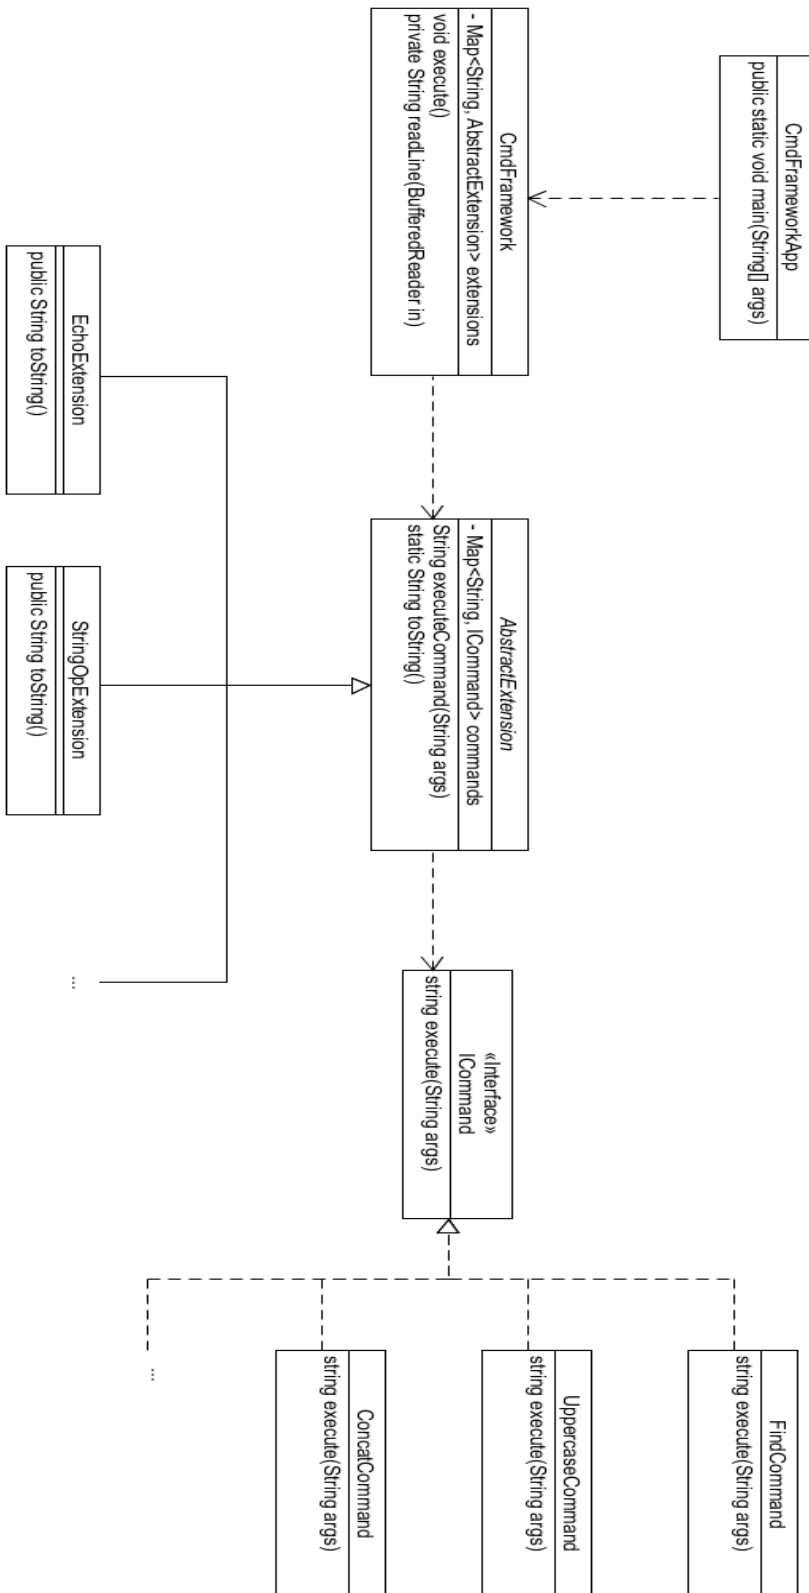 CmdFrameworkApp
public static void main(String[] args)
CmdFramework
- Map<String, AbstractExtension> extensions
void execute()
private String readLine(BufferedReader in)
AbstractExtension
- Map<String, ICommand> commands
String executeCommand(String args)
static String toString()
«Interface»
ICommand
string execute(String args)
FindCommand
string execute(String args)
UppercaseCommand
string execute(String args)
ConcatCommand
string execute(String args)
...
EchoExtension
public String toString()
StringOpExtension
public String toString()
...